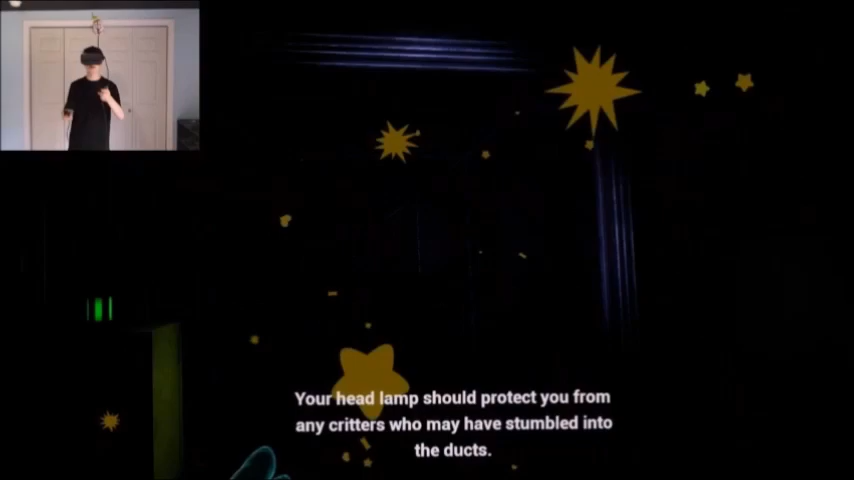 Your head lamp should protect you from
any critters who may have stumbled into
the ducts.